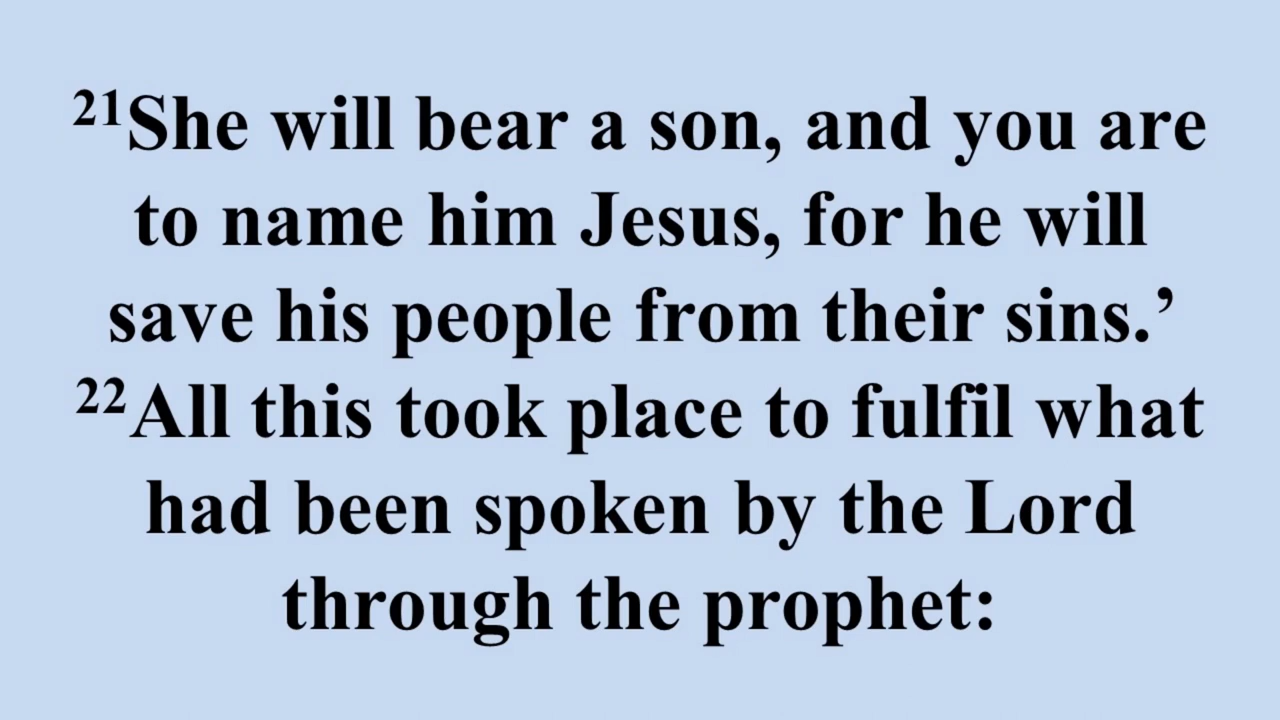 21She will bear a son, and you are
to name him Jesus, for he will
save his people from their sins.’
22All this took place to fulfil what
had been spoken by the Lord
through the prophet: